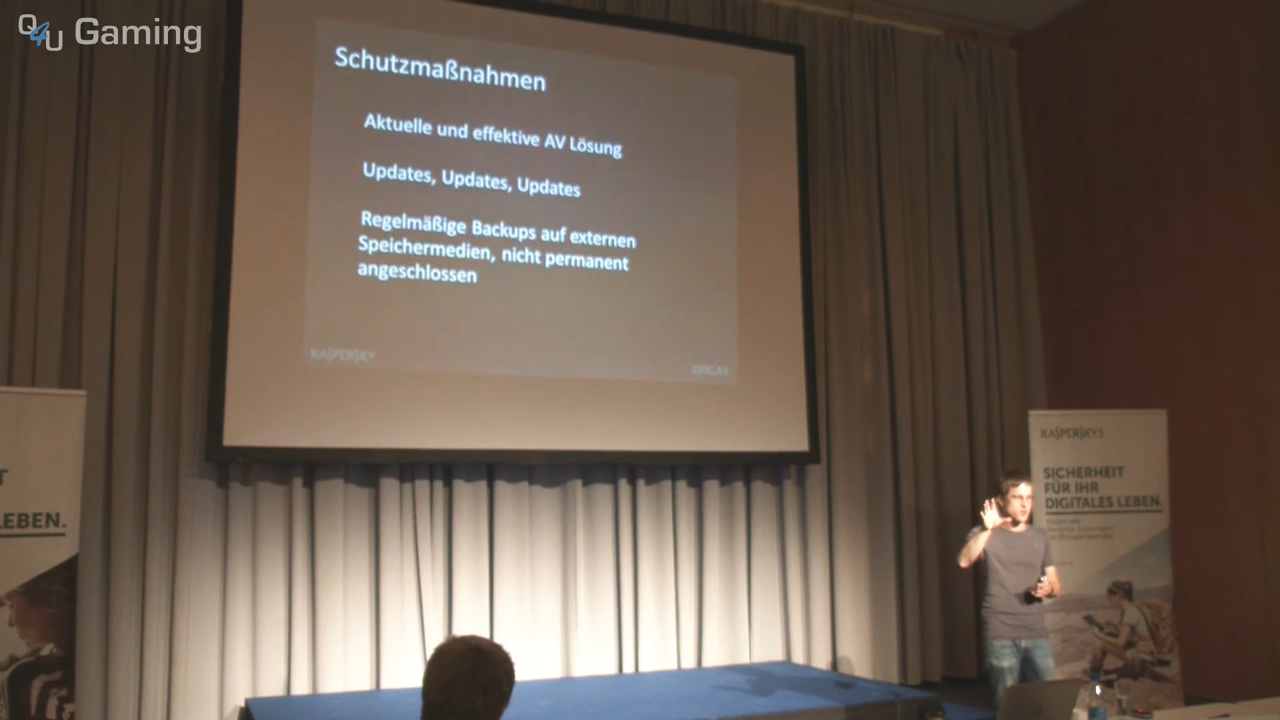 Q4U Gaming
Schutzmaßnahmen
Aktuelle und effektive AV Lösung
Updates, Updates, Updates
Regelmäßige Backups auf externen
Speichermedien, nicht permanent
angeschlossen
KASPERSKY
KASPERSKY
SICHERHEIT
FÜR IHR
DIGITALES LEBEN.
T
LEBEN.